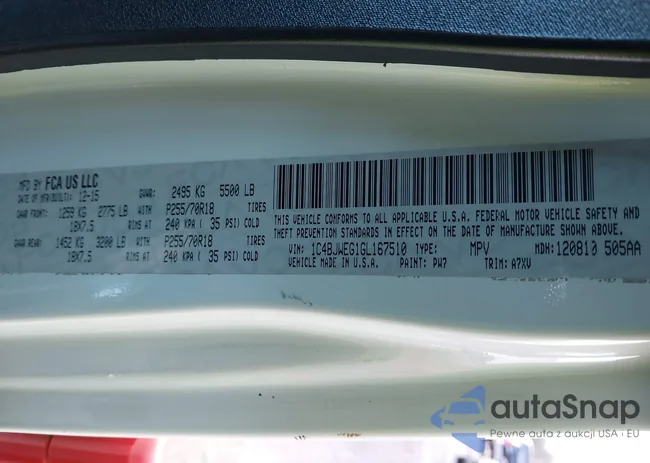 MFD BY FCA US LLC
DATE OF MFR/BUILT: 12-15 GVWR: 2495 KG 5500 LB
GAWR FRONT: 1259 KG 2775 LB WITH P255/70R18 TIRES
18X7.5 RIMS AT 240 KPA ( 35 PSI) COLD
GAWR REAR: 1452 KG 3200 LB WITH P255/70R18 TIRES
18X7.5 RIMS AT 240 KPA ( 35 PSI) COLD
THIS VEHICLE CONFORMS TO ALL APPLICABLE U.S.A. FEDERAL MOTOR VEHICLE SAFETY AND
THEFT PREVENTION STANDARDS IN EFFECT ON THE DATE OF MANUFACTURE SHOWN ABOVE.
VIN: 1C4BJWEG1GL167510 TYPE: MPV MDH: 120810 505AA
VEHICLE MADE IN U.S.A. PAINT: PW7 TRIM: A7XV
autoSnap
Pewne auta z aukcji USA i EU